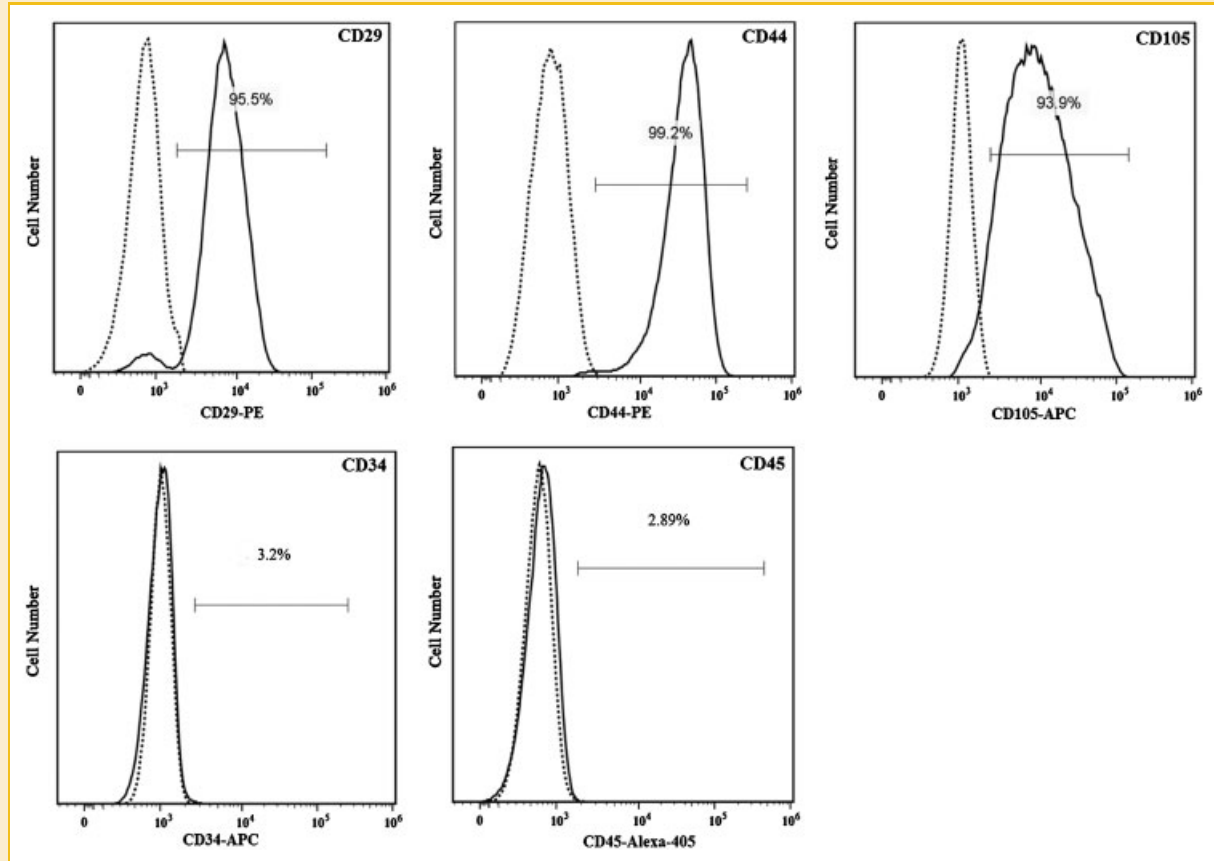 CD29
95.5%
Cell Number
0 10³ 10⁴ 10⁵ 10⁶
CD29-PE
CD44
99.2%
Cell Number
0 10³ 10⁴ 10⁵ 10⁶
CD44-PE
CD105
93.9%
Cell Number
0 10³ 10⁴ 10⁵ 10⁶
CD105-APC
CD34
3.2%
Cell Number
0 10³ 10⁴ 10⁵ 10⁶
CD34-APC
CD45
2.89%
Cell Number
0 10³ 10⁴ 10⁵ 10⁶
CD45-Alexa-405